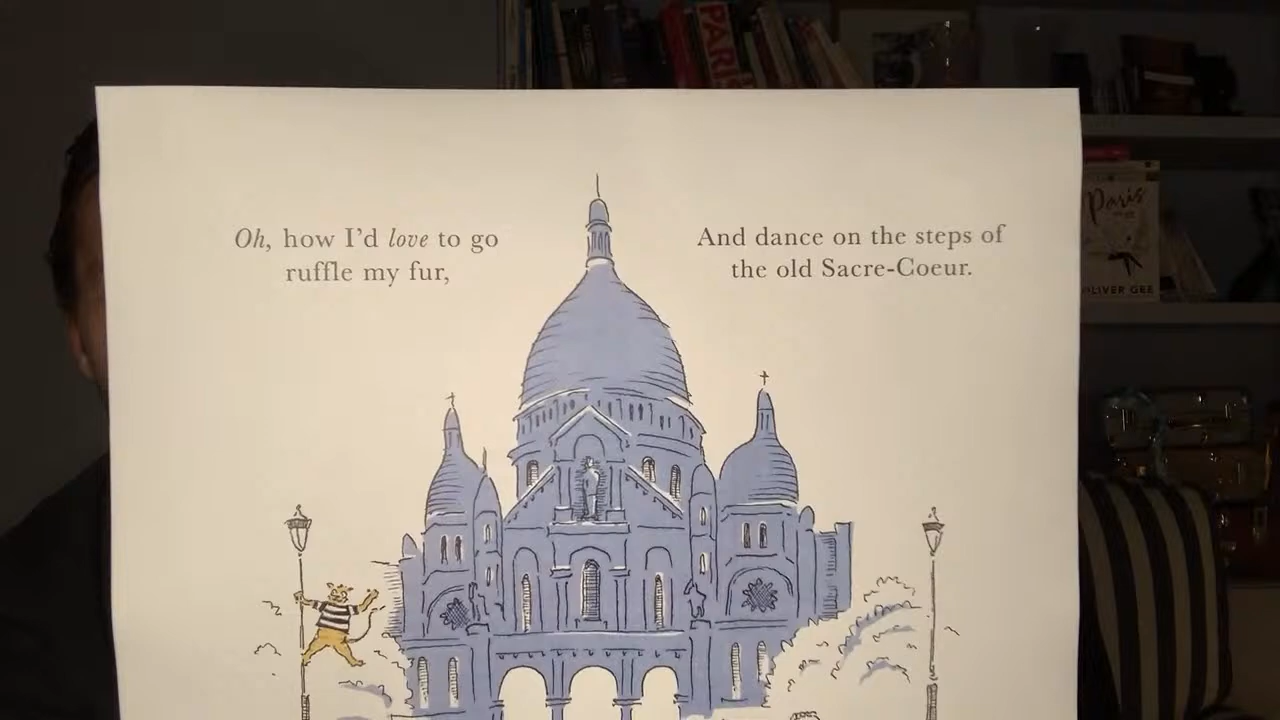 PARIS
Oh, how I'd love to go
ruffle my fur,
And dance on the steps of
the old Sacre-Coeur.
Paris
OLIVER GEE